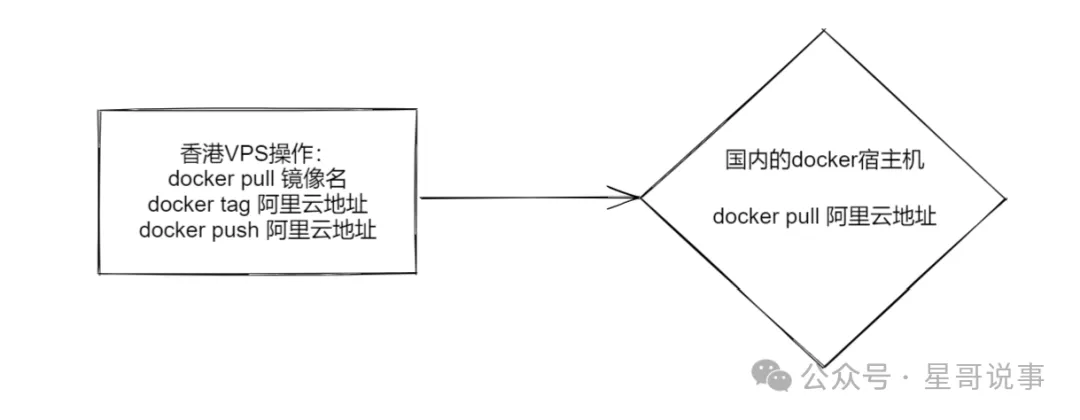 香港VPS操作：
docker pull 镜像名
docker tag 阿里云地址
docker push 阿里云地址
国内的docker宿主机
docker pull 阿里云地址
公众号 · 星哥说事